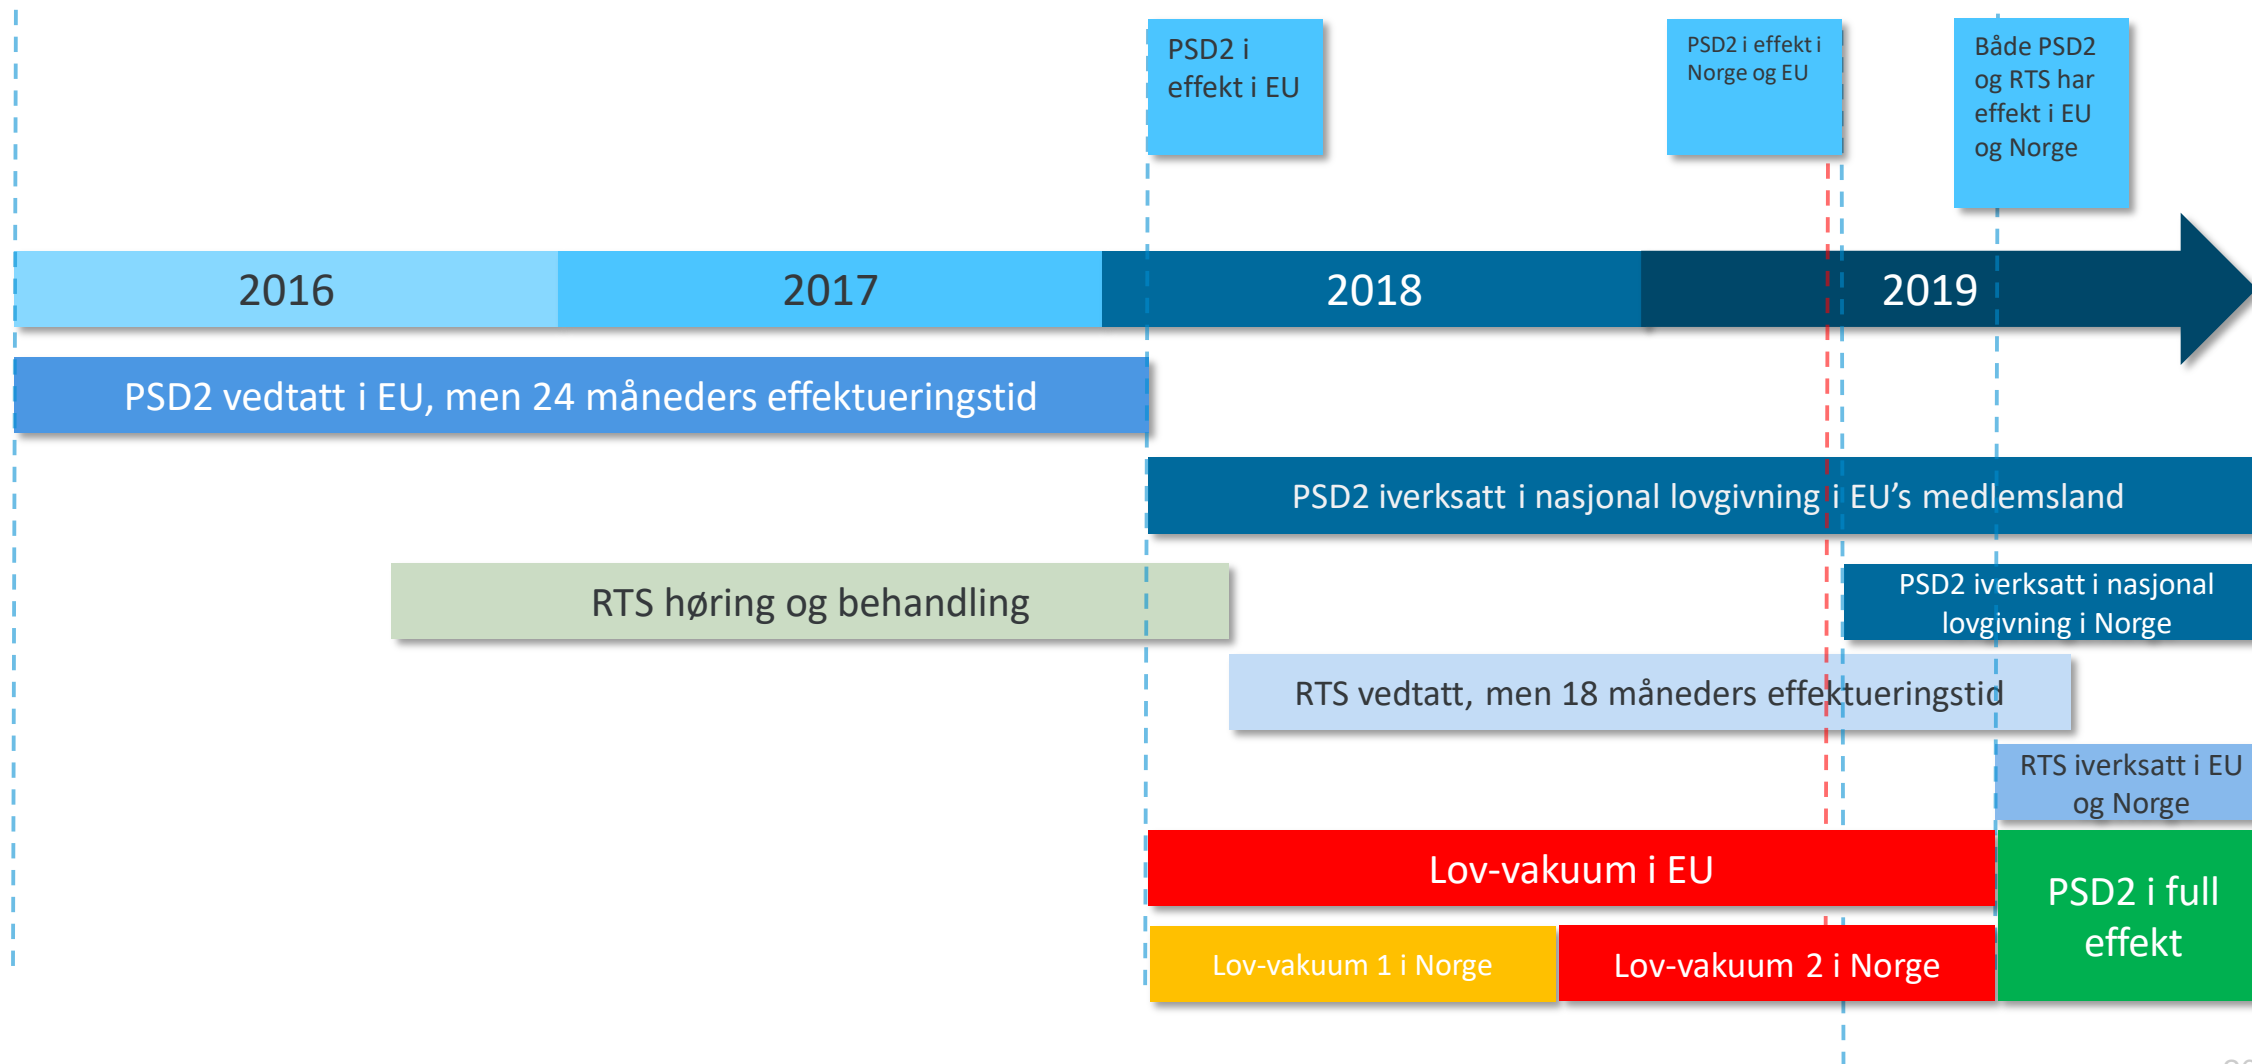 PSD2 i
effekt i EU
PSD2 i effekt i
Norge og EU
Både PSD2
og RTS har
effekt i EU
og Norge
2016
2017
2018
2019
PSD2 vedtatt i EU, men 24 måneders effektueringstid
PSD2 iverksatt i nasjonal lovgivning i EU's medlemsland
RTS høring og behandling
PSD2 iverksatt i nasjonal
lovgivning i Norge
RTS vedtatt, men 18 måneders effektueringstid
RTS iverksatt i EU
og Norge
Lov-vakuum i EU
PSD2 i full
effekt
Lov-vakuum 1 i Norge
Lov-vakuum 2 i Norge